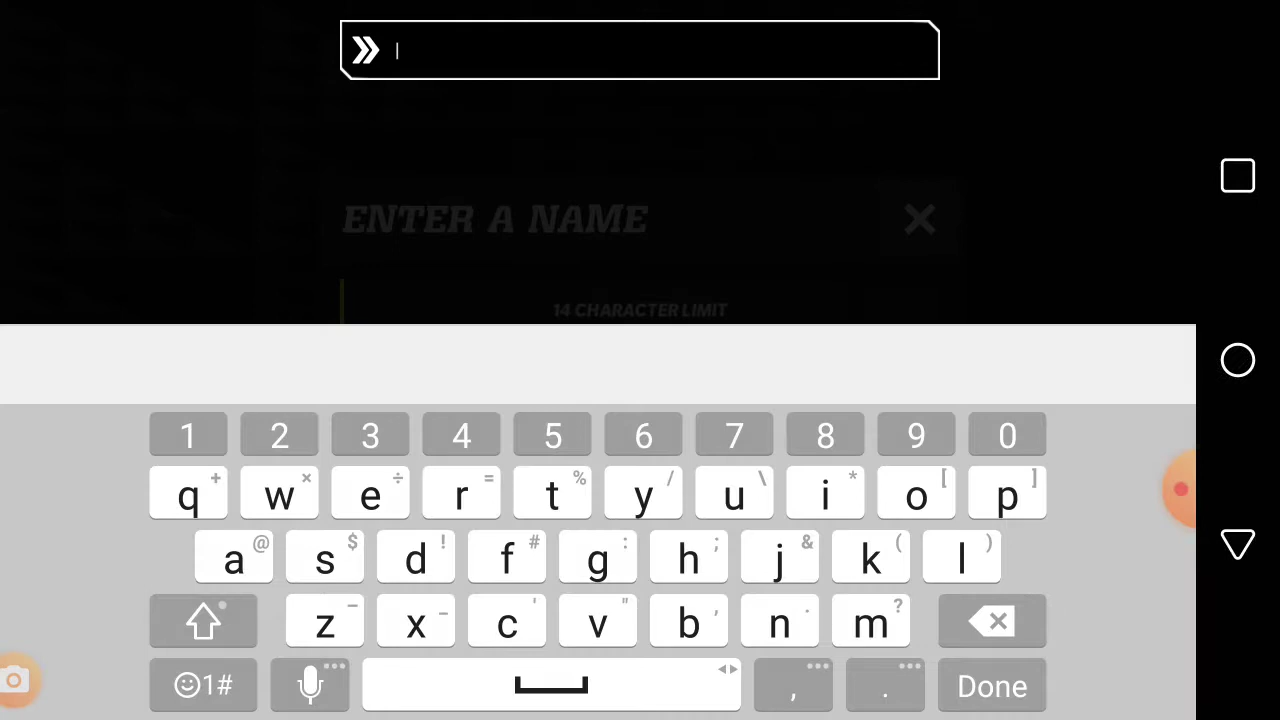 ENTER A NAME
14 CHARACTER LIMIT
1 2 3 4 5 6 7 8 9 0
q + w × e ÷ r = t % y / u \ i * o [ p ]
a @ s $ d ! f # g : h ; j & k ( l )
z – x _ c ' v " b , n . m ?
1# , . Done